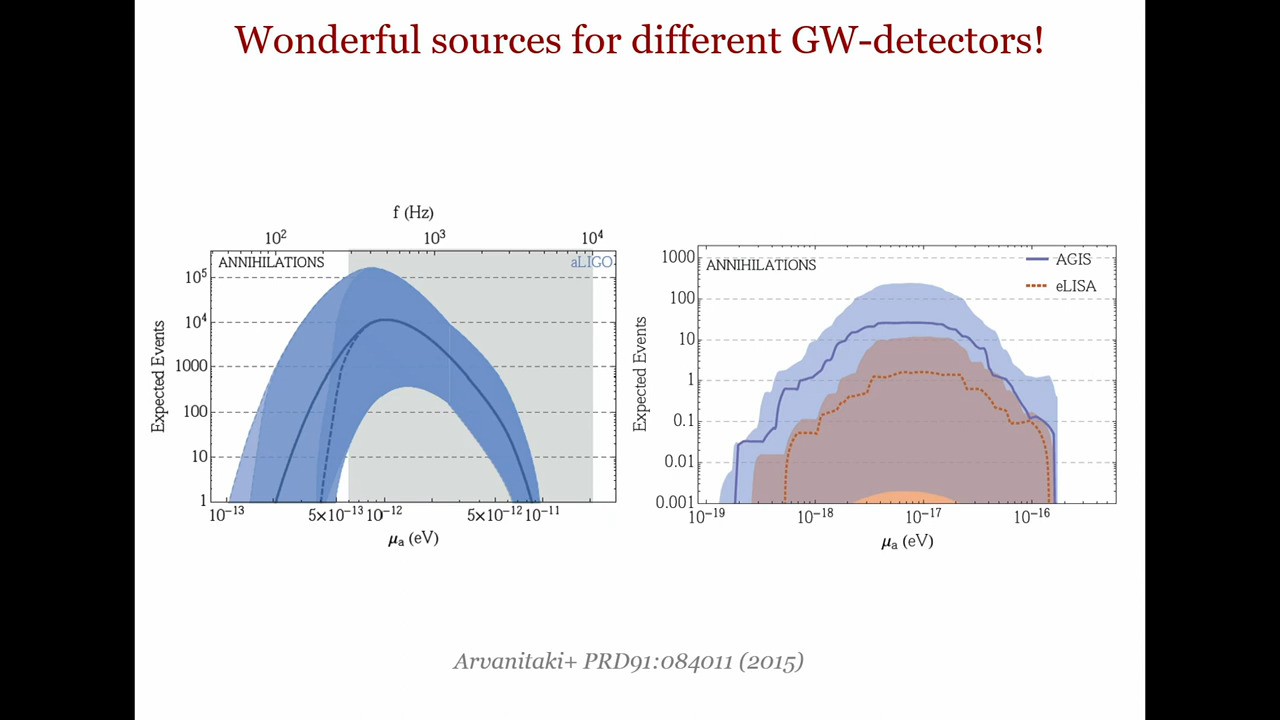 Wonderful sources for different GW-detectors!
f (Hz)
10² 10³ 10⁴
ANNIHILATIONS aLIGO
10⁵
10⁴
1000
100
10
1
Expected Events
10⁻¹³ 5×10⁻¹³ 10⁻¹² 5×10⁻¹² 10⁻¹¹
μₐ (eV)
ANNIHILATIONS
AGIS
eLISA
1000
100
10
1
0.1
0.01
0.001
Expected Events
10⁻¹⁹ 10⁻¹⁸ 10⁻¹⁷ 10⁻¹⁶
μₐ (eV)
Arvanitaki+ PRD91:084011 (2015)